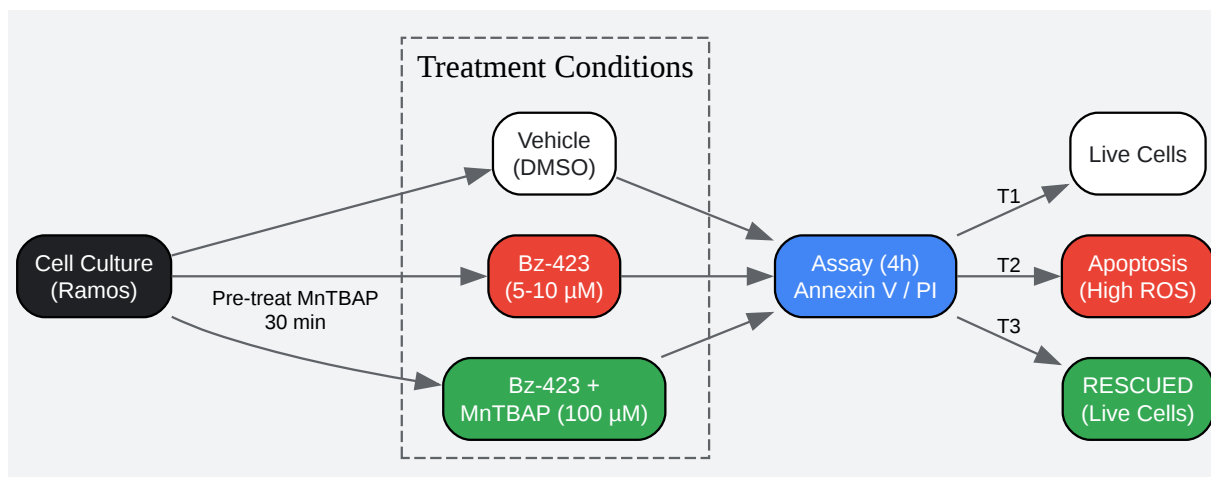 Treatment Conditions
Vehicle
(DMSO)
Live Cells
T1
Cell Culture
(Ramos)
Bz-423
(5-10 µM)
Assay (4h)
Annexin V / PI
T2
Apoptosis
(High ROS)
Pre-treat MnTBAP
30 min
T3
Bz-423 +
MnTBAP (100 µM)
RESCUED
(Live Cells)